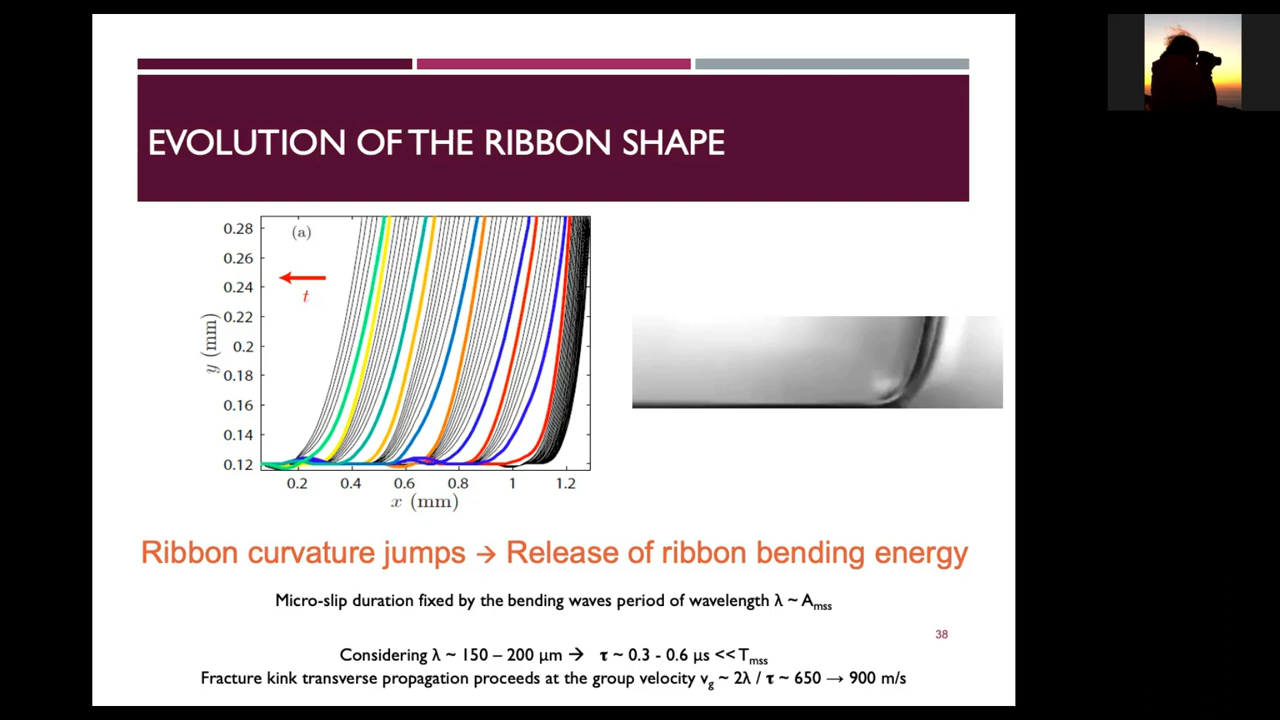 EVOLUTION OF THE RIBBON SHAPE
(a)
t
y (mm)
0.28
0.26
0.24
0.22
0.2
0.18
0.16
0.14
0.12
0.2 0.4 0.6 0.8 1 1.2
x (mm)
Ribbon curvature jumps → Release of ribbon bending energy
Micro-slip duration fixed by the bending waves period of wavelength λ ~ Amss
38
Considering λ ~ 150 – 200 μm → τ ~ 0.3 - 0.6 μs << Tmss
Fracture kink transverse propagation proceeds at the group velocity vg ~ 2λ / τ ~ 650 → 900 m/s